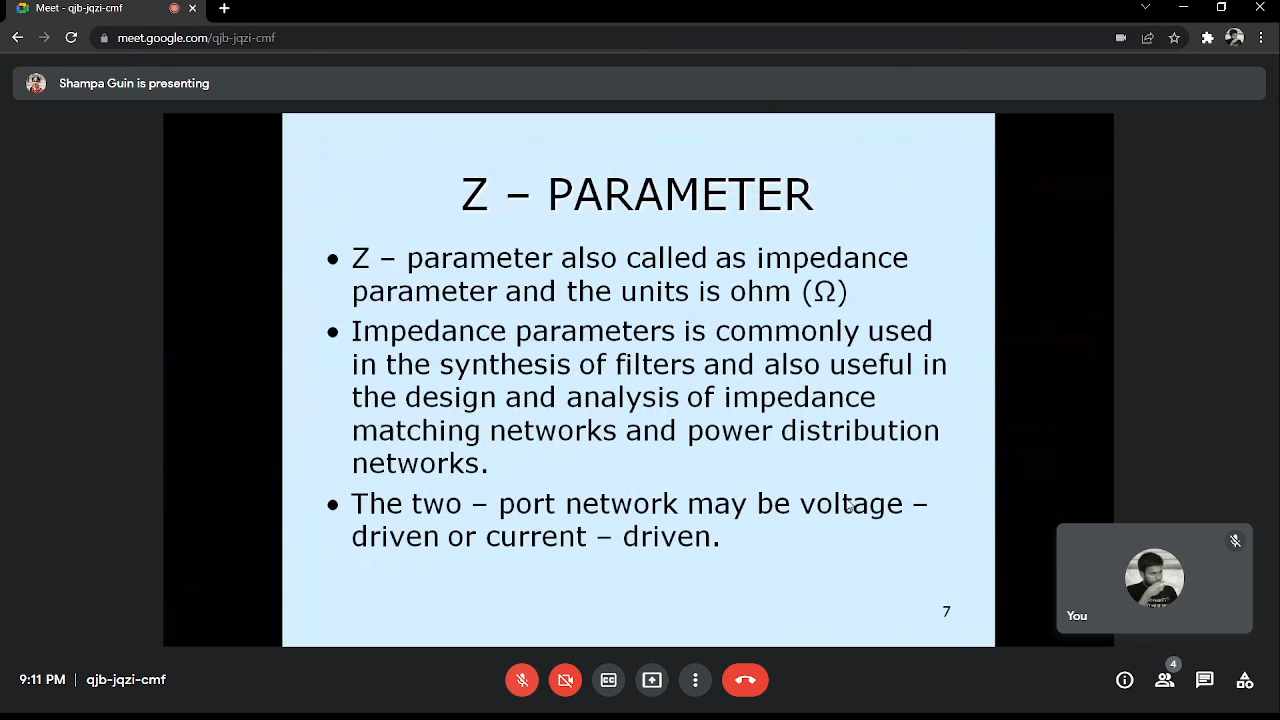 Meet - qjb-jqzi-cmf
meet.google.com/qjb-jqzi-cmf
Shampa Guin is presenting
Z – PARAMETER
• Z – parameter also called as impedance
parameter and the units is ohm (Ω)
• Impedance parameters is commonly used
in the synthesis of filters and also useful in
the design and analysis of impedance
matching networks and power distribution
networks.
• The two – port network may be voltage –
driven or current – driven.
7
You
9:11 PM | qjb-jqzi-cmf
CC
4